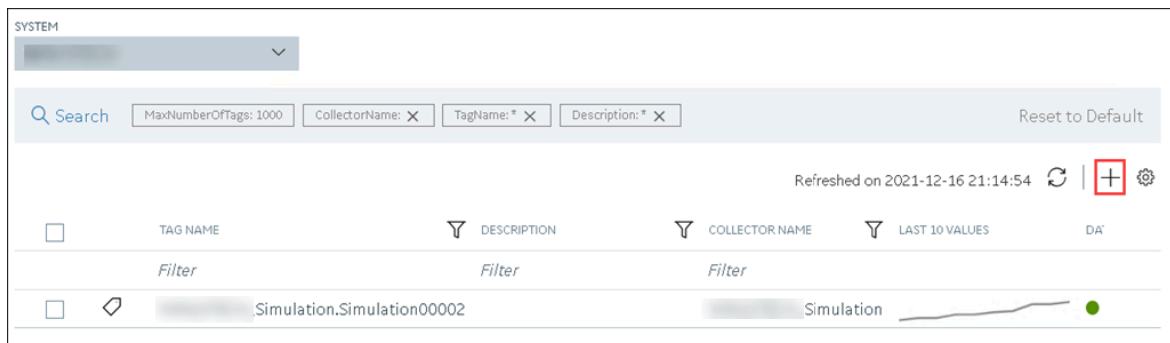 SYSTEM
Search MaxNumberOfTags: 1000 CollectorName: TagName:* Description:* Reset to Default
Refreshed on 2021-12-16 21:14:54
TAG NAME DESCRIPTION COLLECTOR NAME LAST 10 VALUES DA
Filter Filter Filter
.Simulation.Simulation00002 Simulation